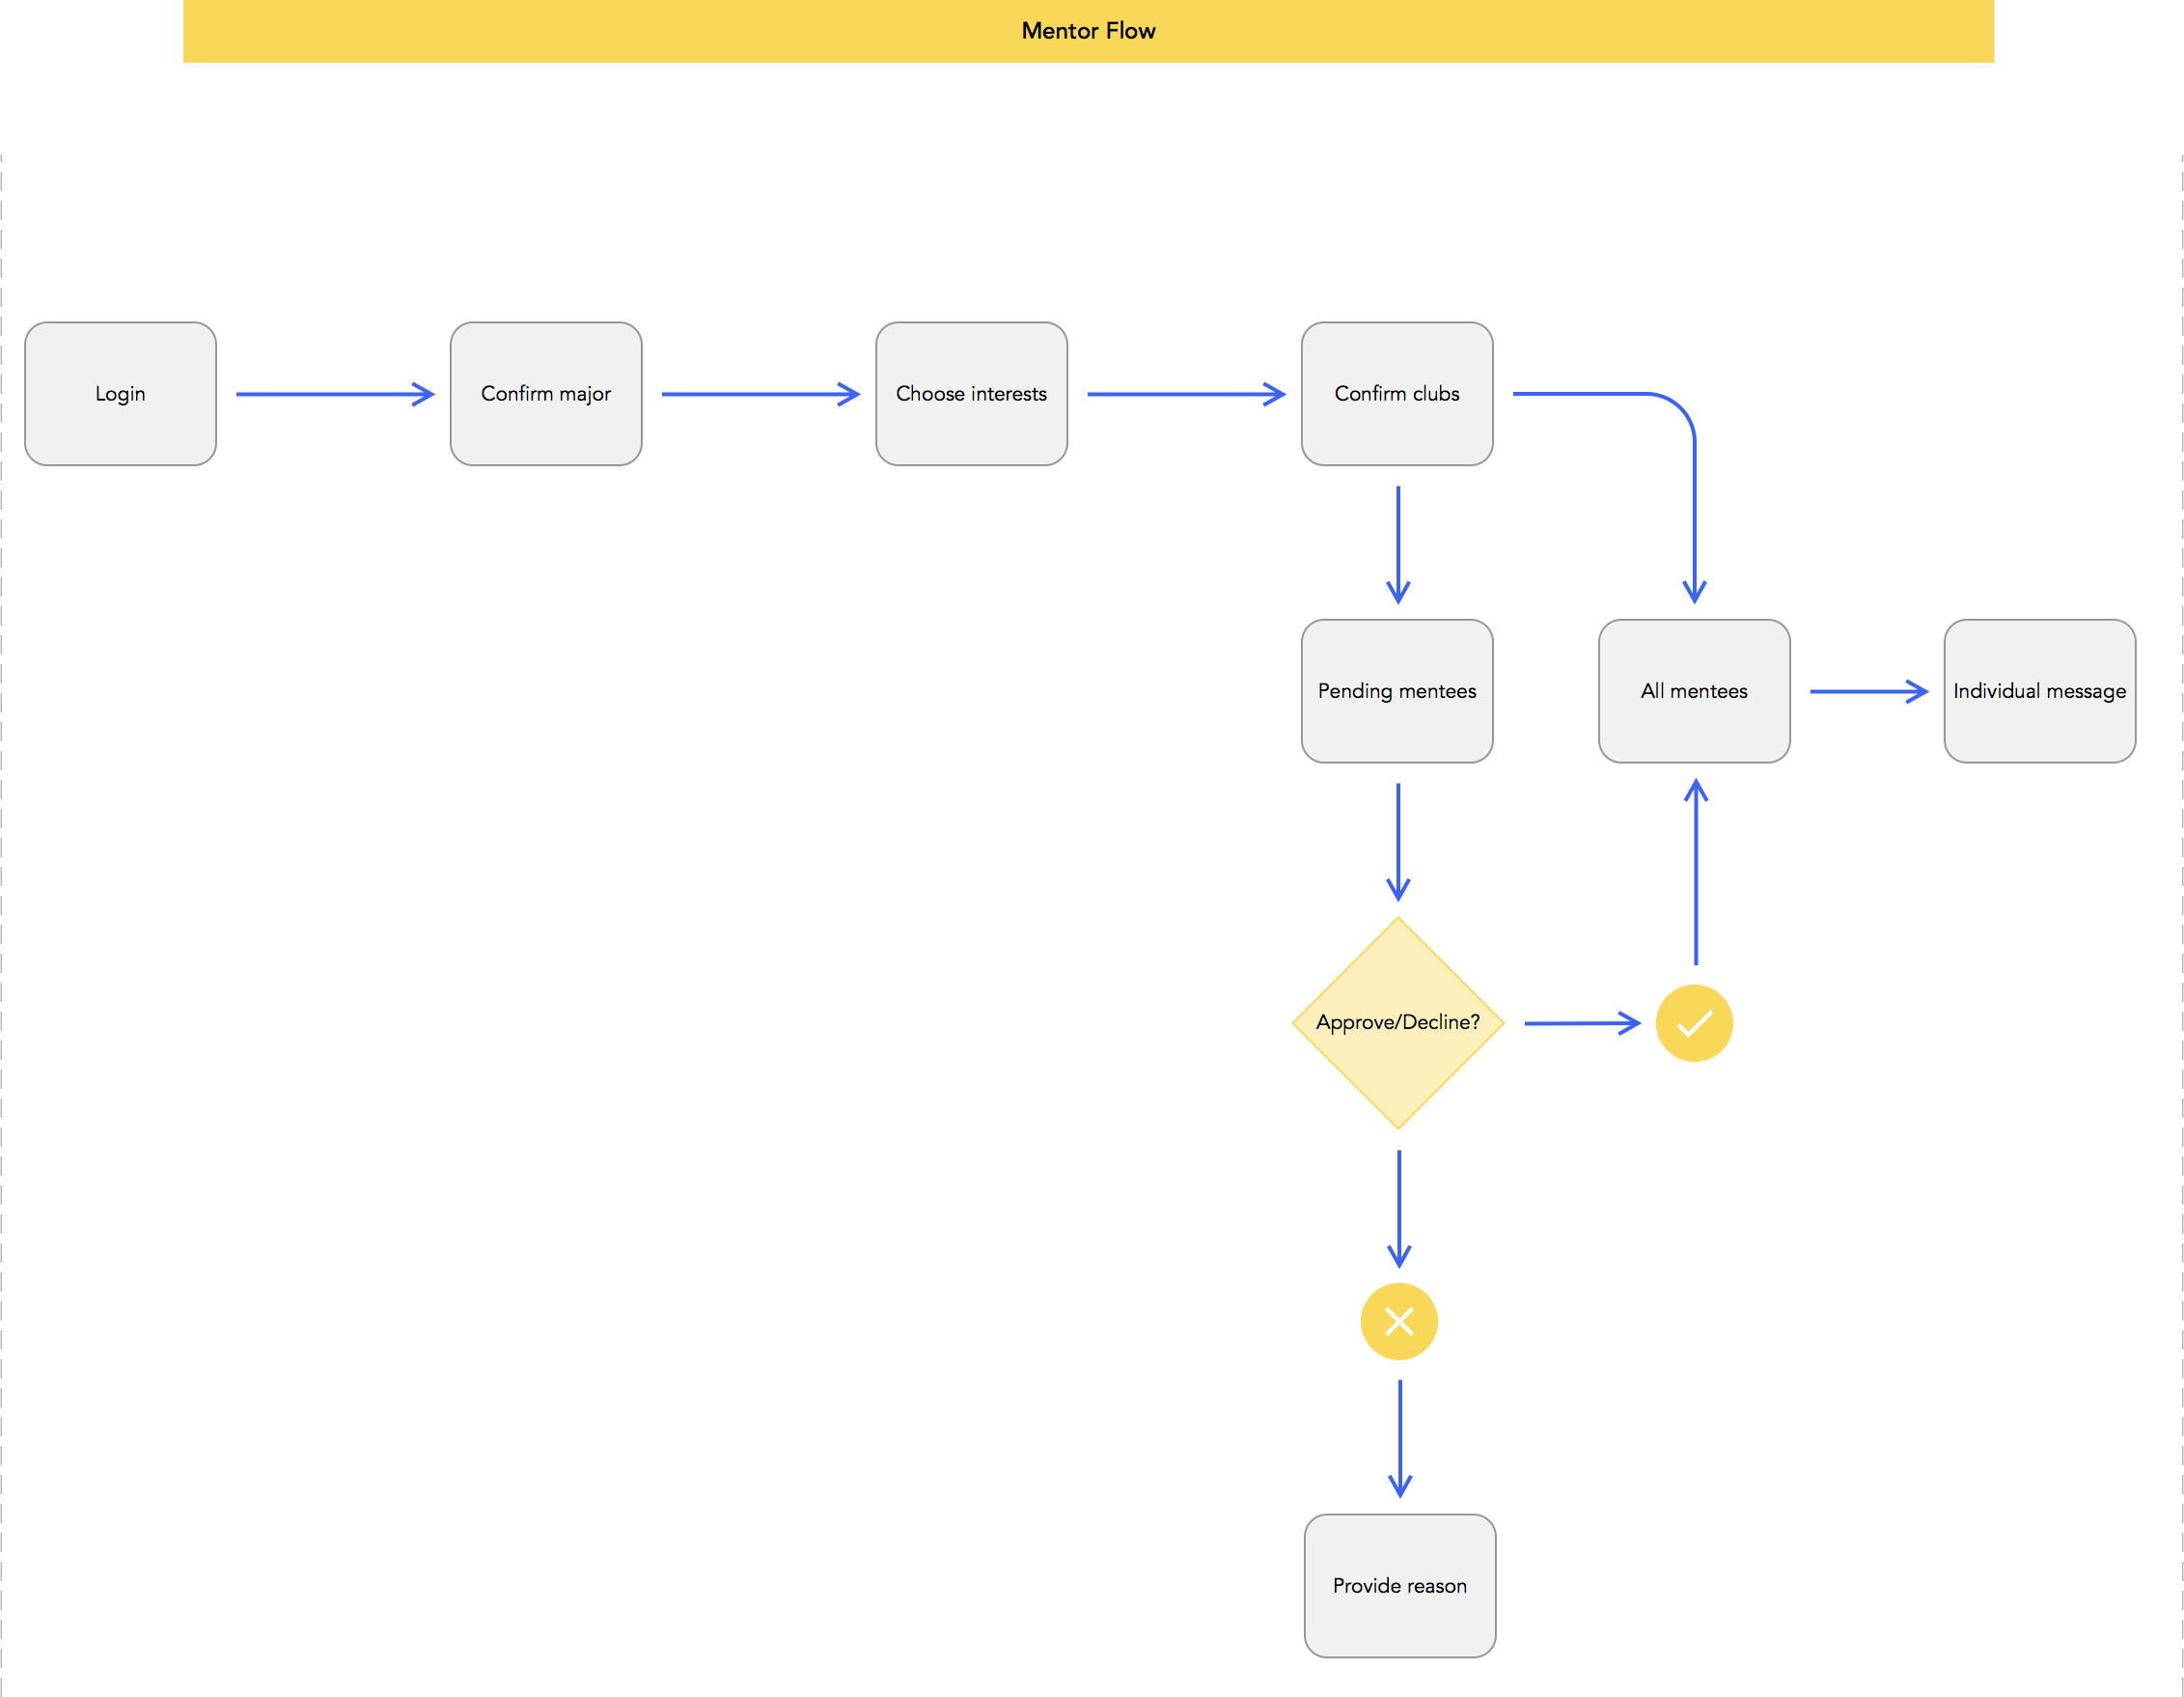 Mentor Flow
Login
Confirm major
Choose interests
Confirm clubs
Pending mentees
All mentees
Individual message
Approve/Decline?
Provide reason